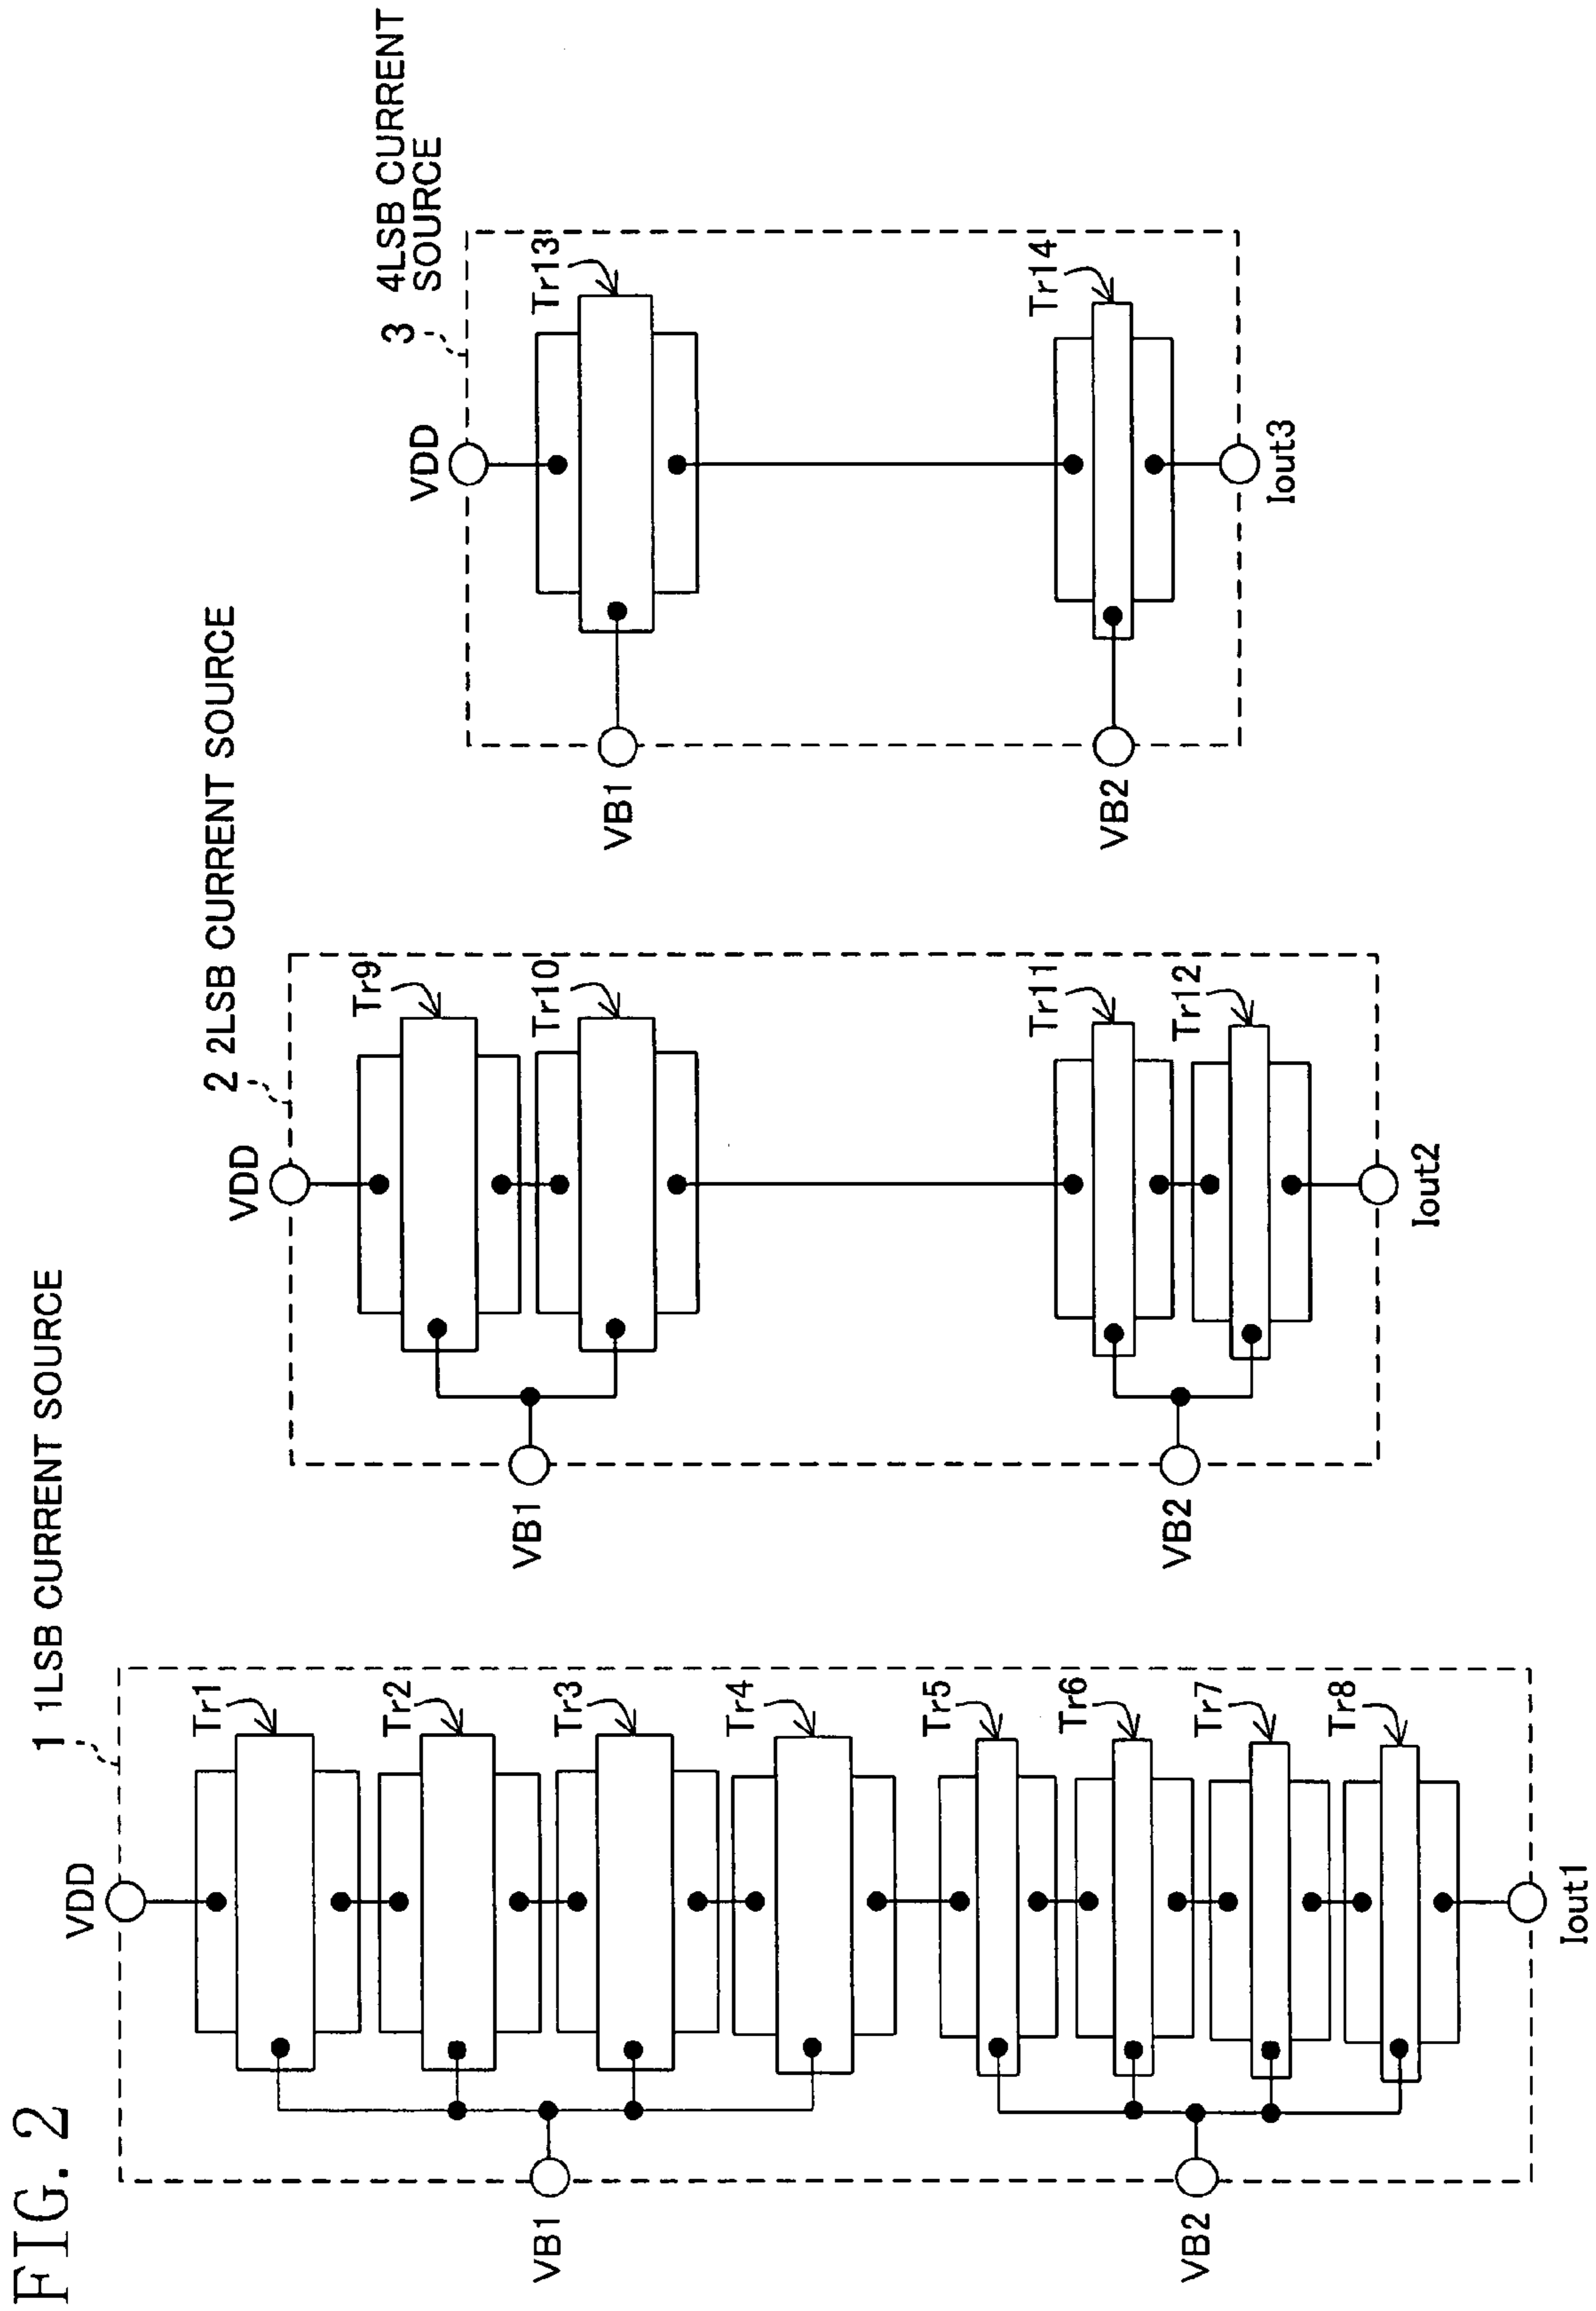 FIG. 2
1 1LSB CURRENT SOURCE
VDD
Tr1
Tr2
Tr3
Tr4
Tr5
Tr6
Tr7
Tr8
VB1
VB2
Iout1
2 2LSB CURRENT SOURCE
VDD
Tr9
Tr10
Tr11
Tr12
VB1
VB2
Iout2
3 4LSB CURRENT
SOURCE
VDD
Tr13
Tr14
VB1
VB2
Iout3